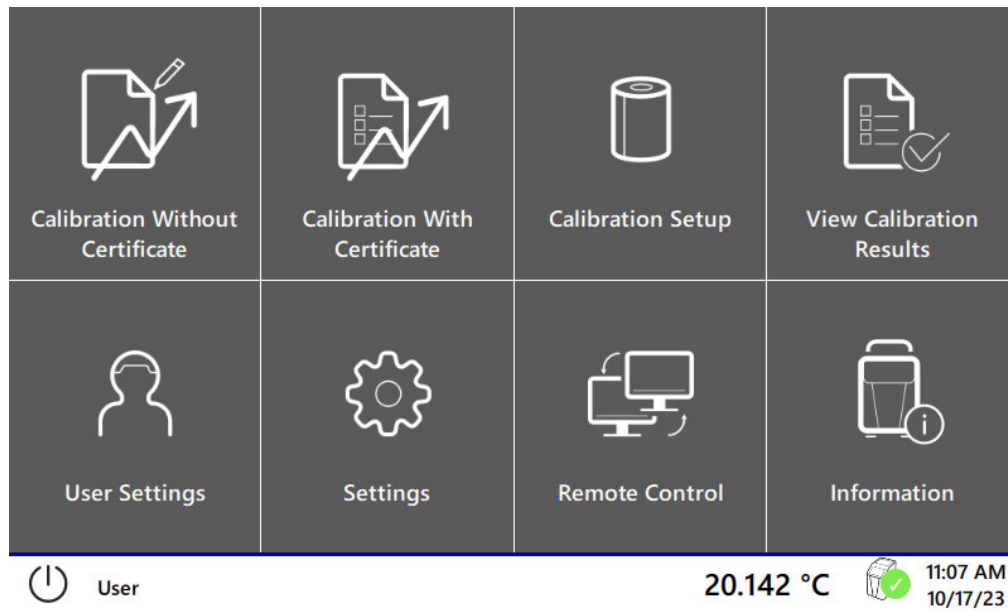 Calibration Without
Certificate
Calibration With
Certificate
Calibration Setup
View Calibration
Results
User Settings
Settings
Remote Control
Information
User
20.142 °C
11:07 AM
10/17/23